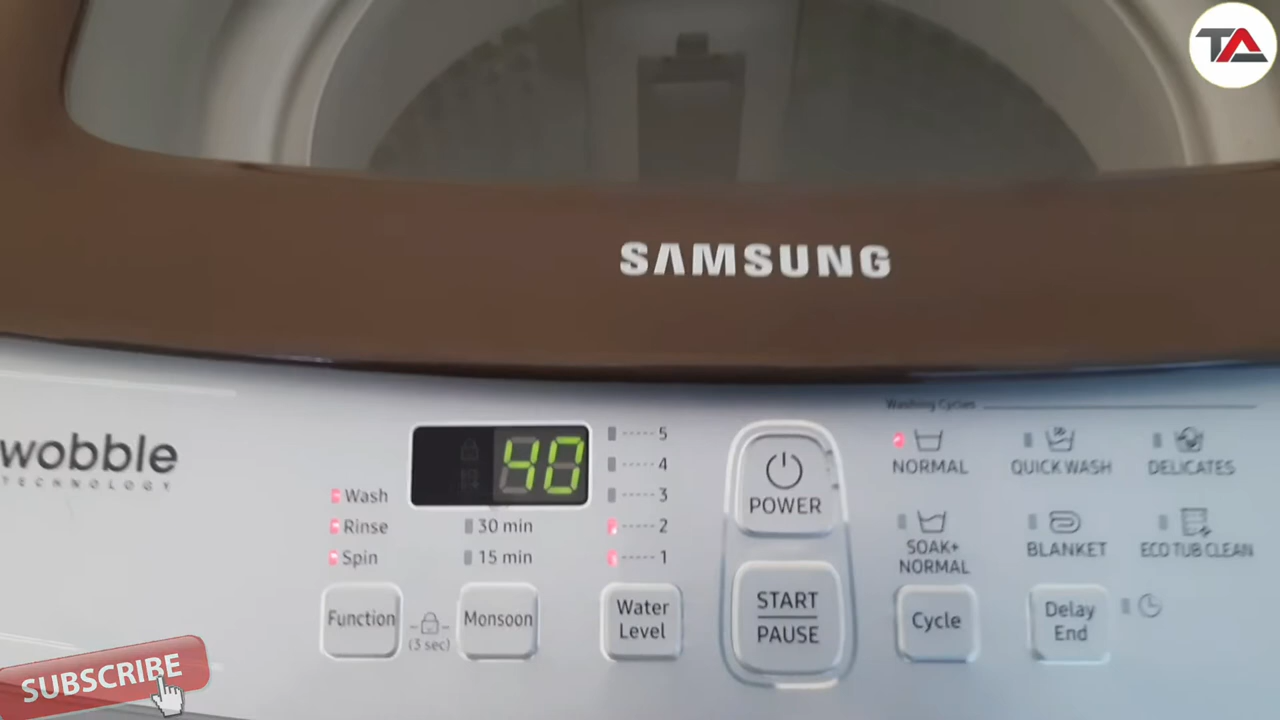 TA
SAMSUNG
wobble
TECHNOLOGY
40
Wash
Rinse
Spin
30 min
15 min
5
4
3
2
1
Function
(3 sec)
Monsoon
Water
Level
POWER
START
PAUSE
Washing Cycles
NORMAL
QUICK WASH
DELICATES
SOAK+
NORMAL
BLANKET
ECO TUB CLEAN
Cycle
Delay
End
SUBSCRIBE